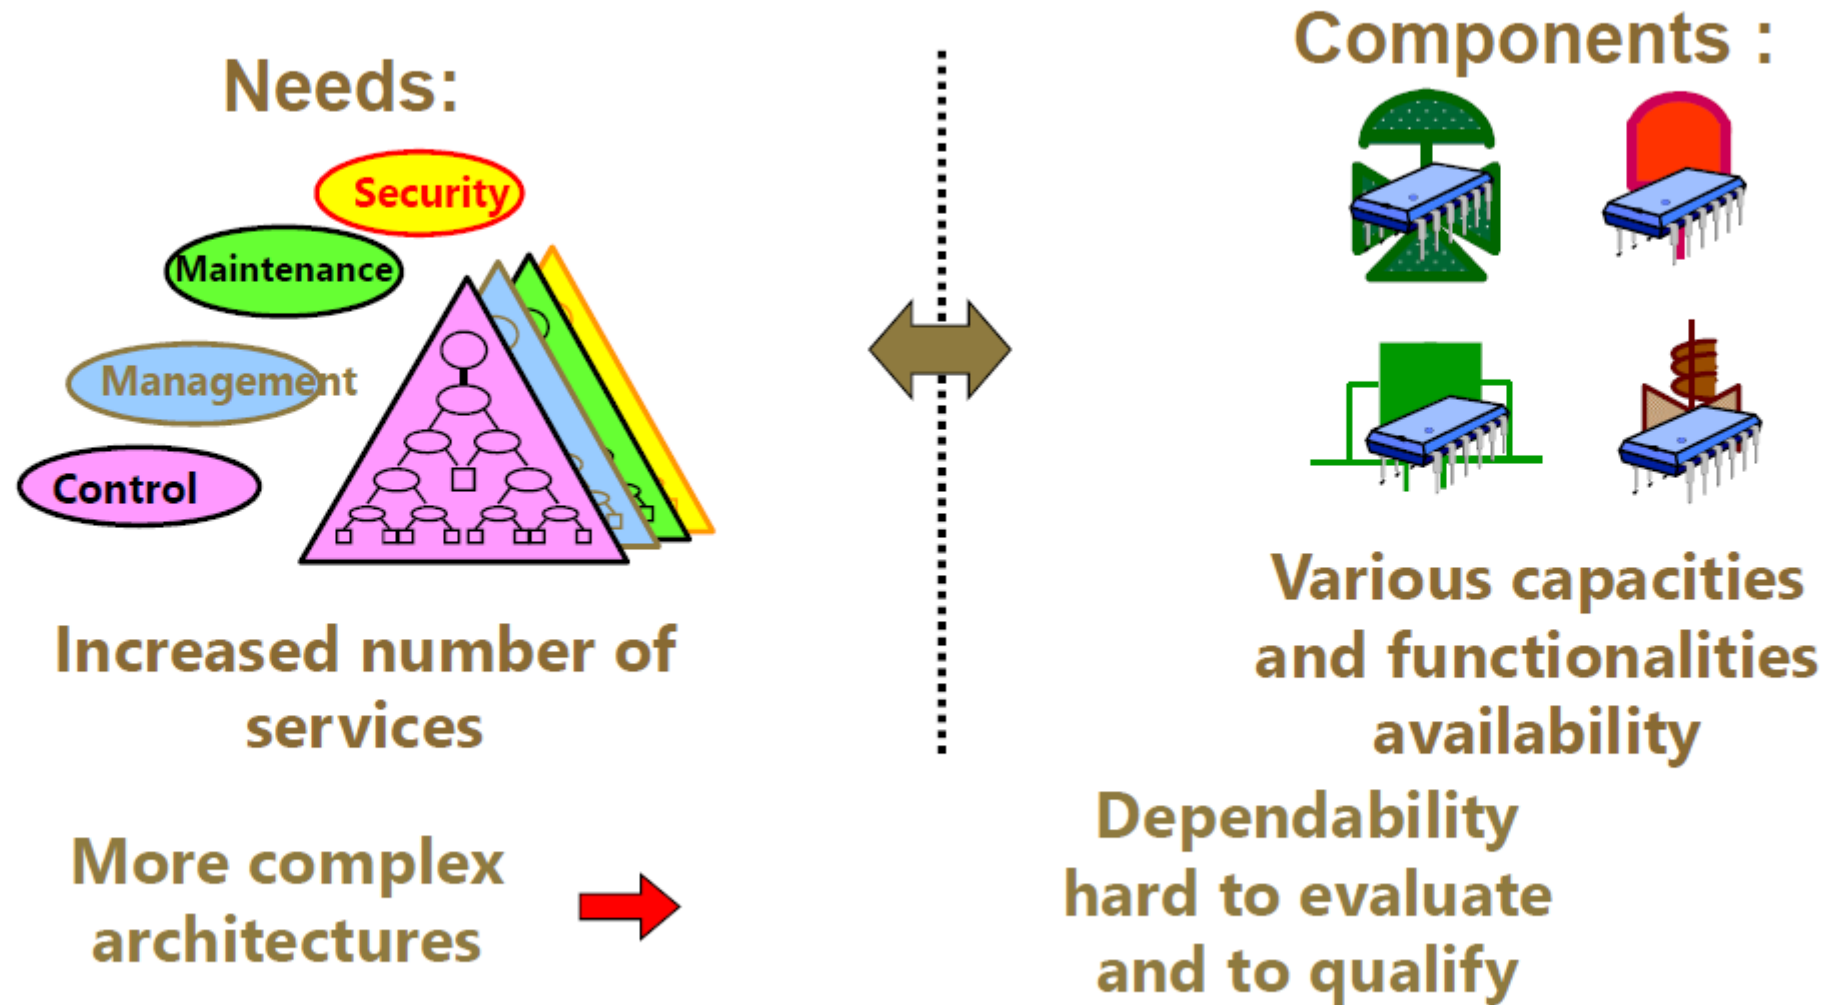 Needs:
Security
Maintenance
Management
Control
Increased number of
services
Components :
Various capacities
and functionalities
availability
More complex
architectures
Dependability
hard to evaluate
and to qualify